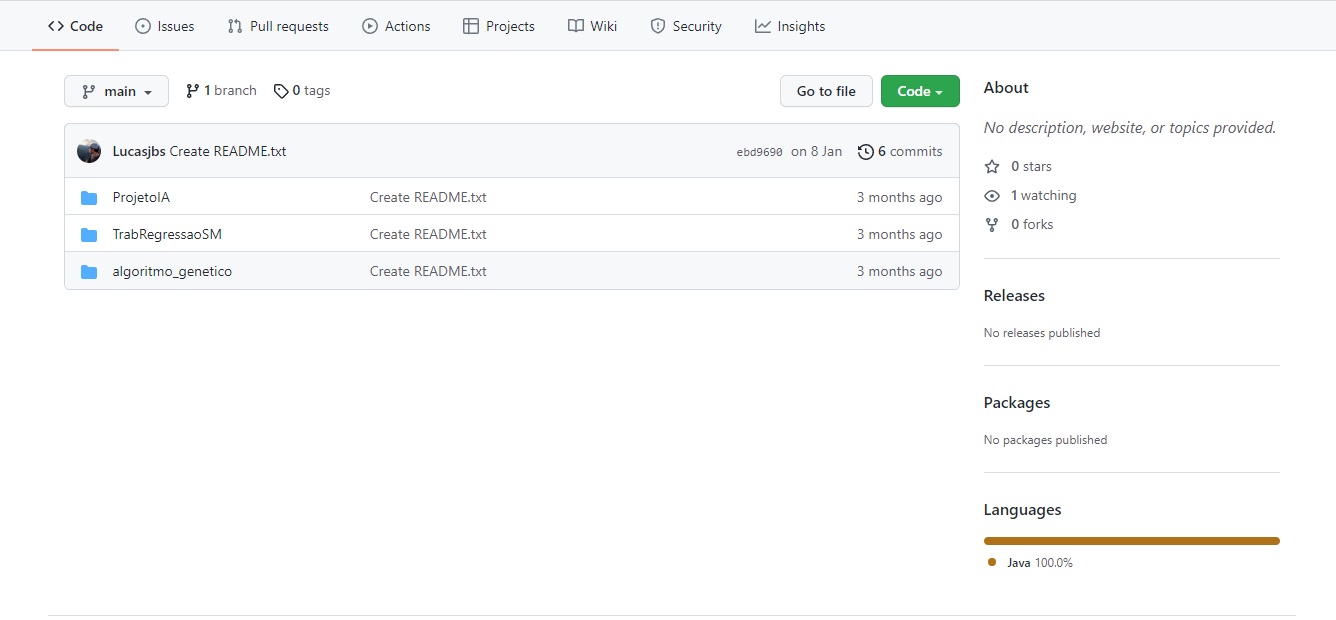 Code Issues Pull requests Actions Projects Wiki Security Insights
main 1 branch 0 tags Go to file Code
Lucasjbs Create README.txt ebd9690 on 8 Jan 6 commits
ProjetoIA Create README.txt 3 months ago
TrabRegressaoSM Create README.txt 3 months ago
algoritmo_genetico Create README.txt 3 months ago
About
No description, website, or topics provided.
0 stars
1 watching
0 forks
Releases
No releases published
Packages
No packages published
Languages
Java 100.0%